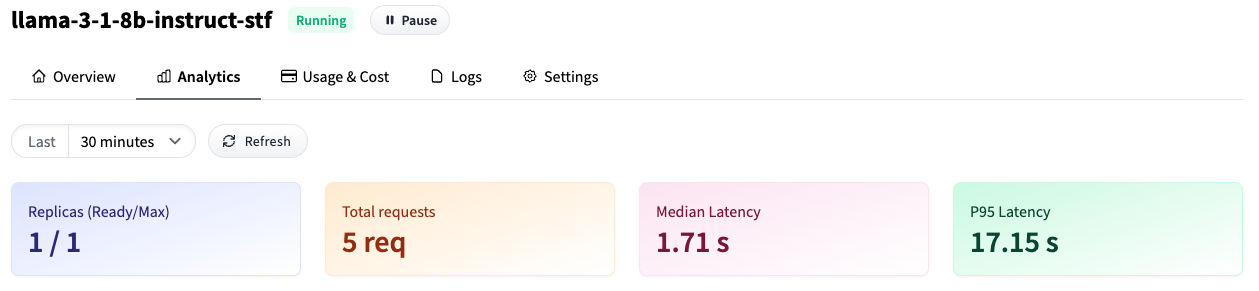 llama-3-1-8b-instruct-stf Running Pause
Overview Analytics Usage & Cost Logs Settings
Last 30 minutes Refresh
Replicas (Ready/Max) Total requests Median Latency P95 Latency
1 / 1 5 req 1.71 s 17.15 s